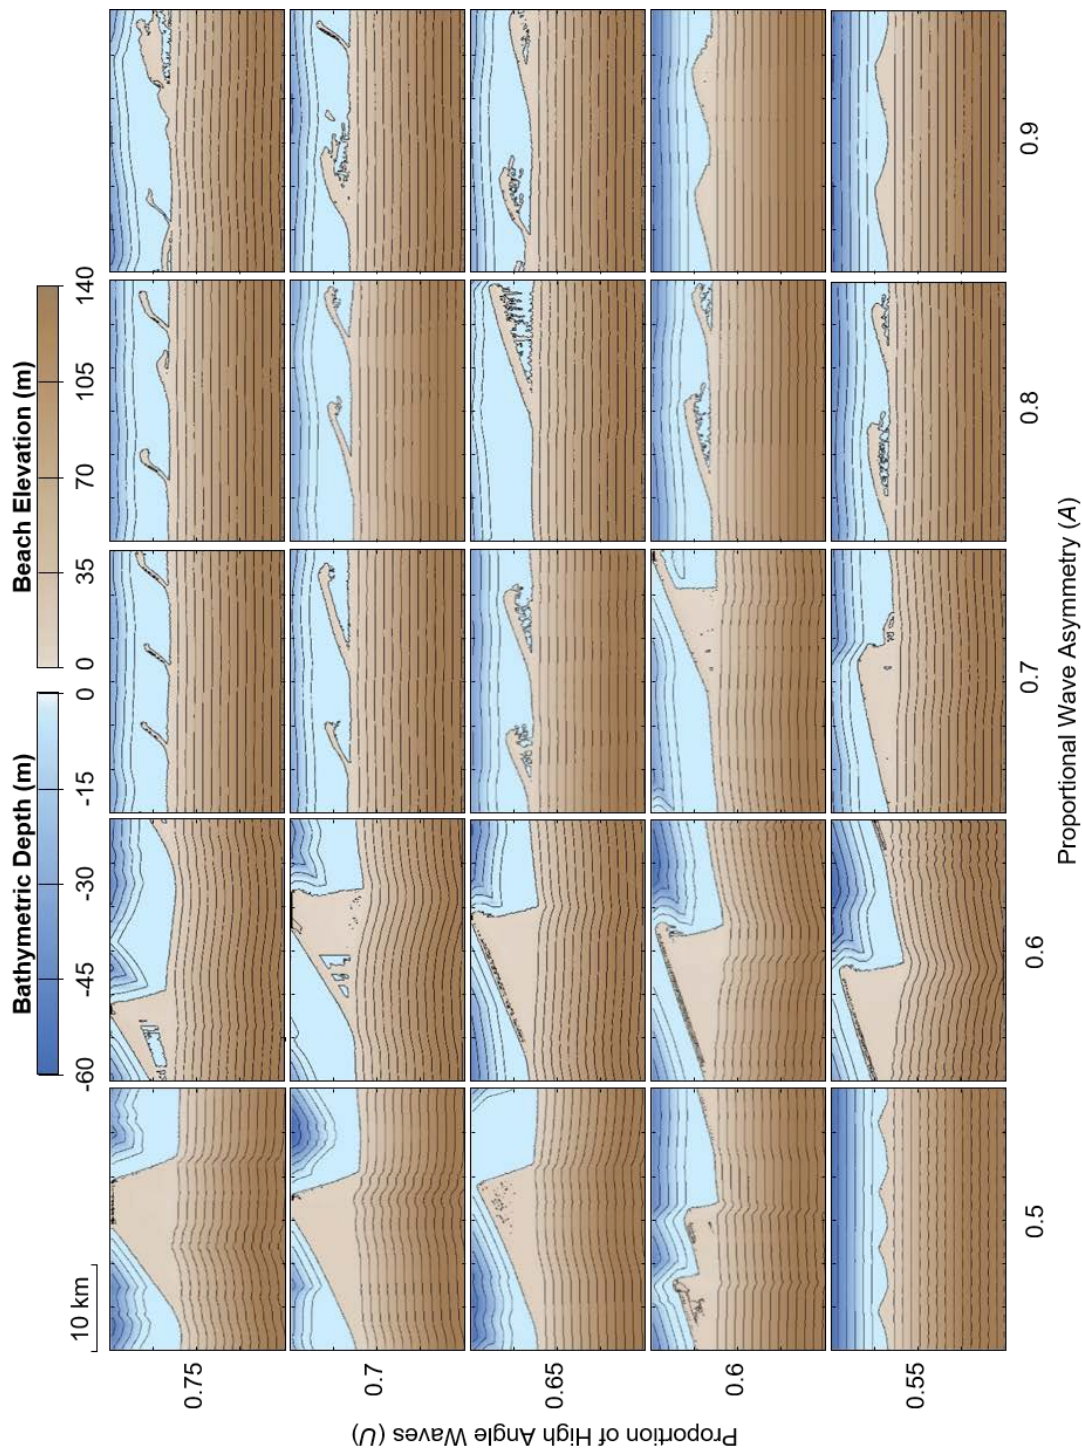 Bathymetric Depth (m)
Beach Elevation (m)
-60 -45 -30 -15 0
0 35 70 105 140
10 km
Proportion of High Angle Waves (U)
0.75
0.7
0.65
0.6
0.55
0.5 0.6 0.7 0.8 0.9
Proportional Wave Asymmetry (A)